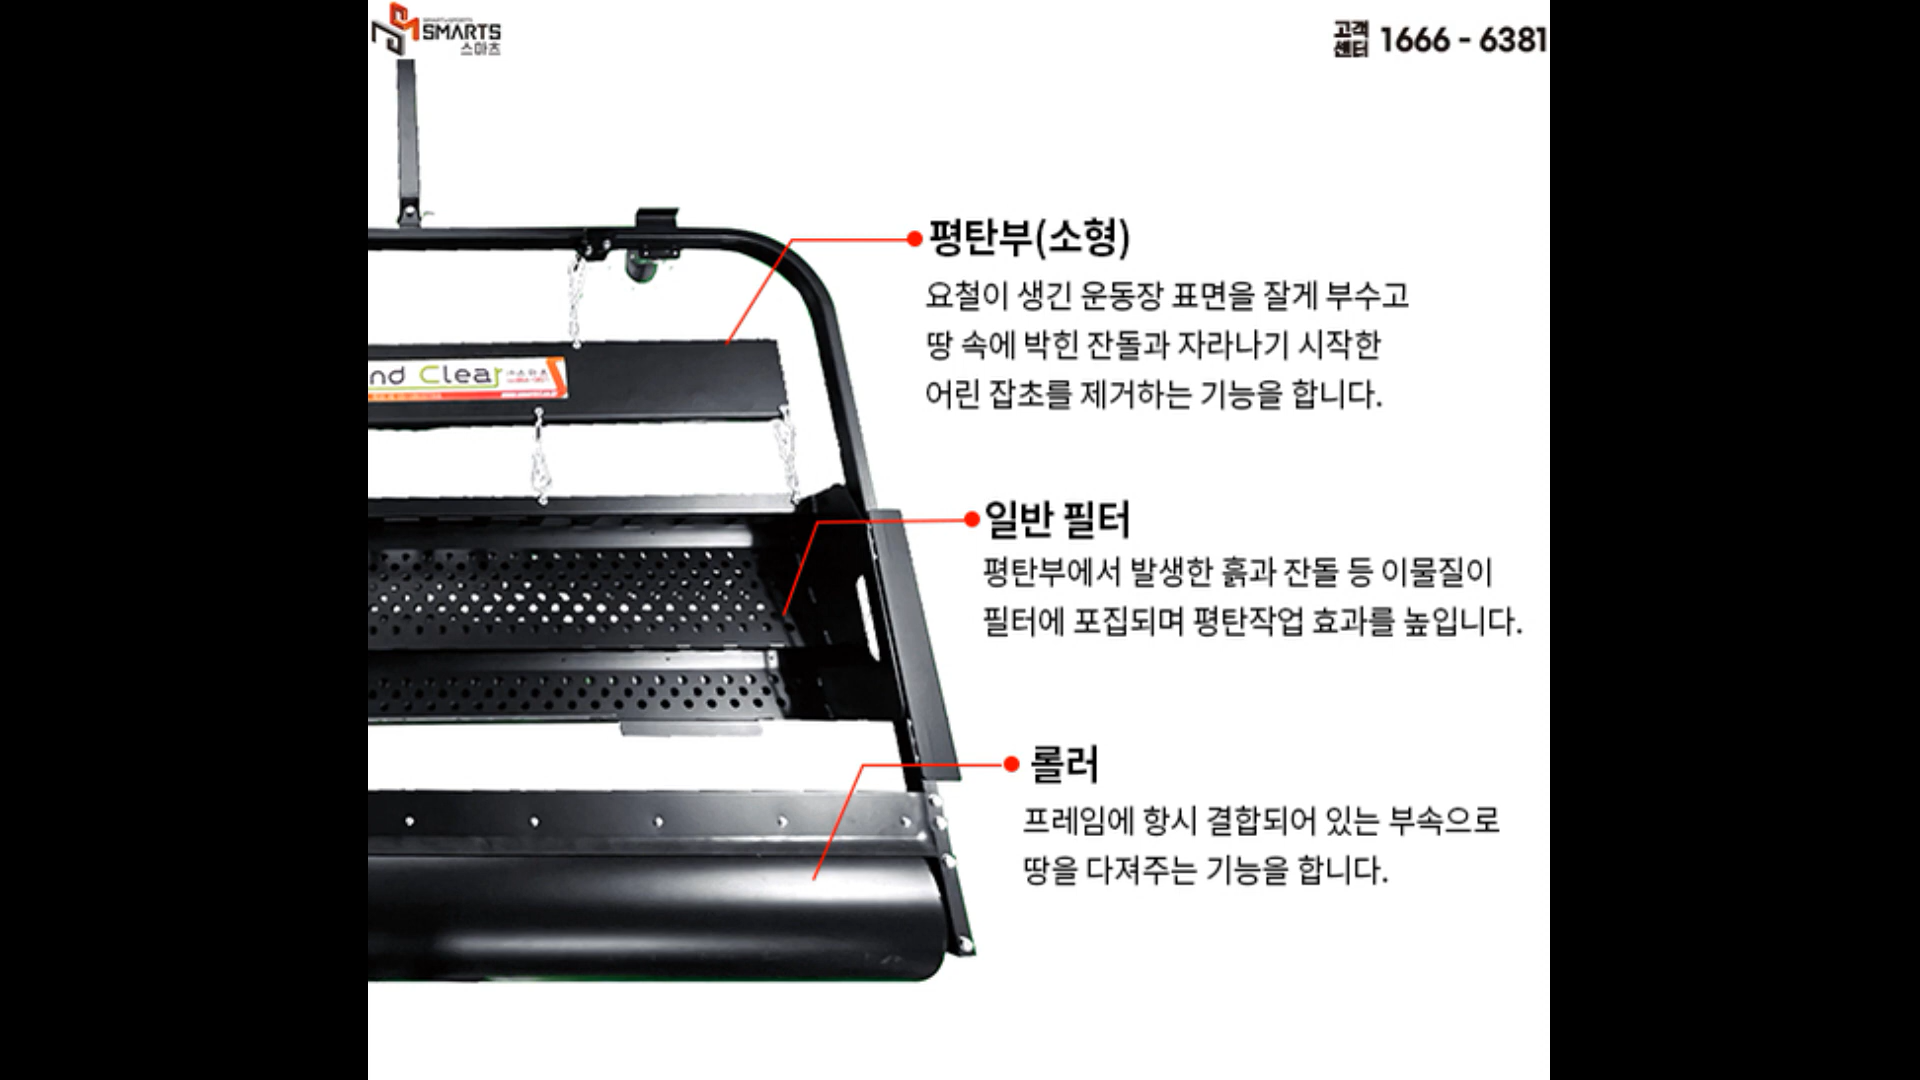 SMARTS
스마츠
고객
센터
1666 - 6381
평탄부(소형)
요철이 생긴 운동장 표면을 잘게 부수고
땅 속에 박힌 잔돌과 자라나기 시작한
어린 잡초를 제거하는 기능을 합니다.
nd Clear
일반 필터
평탄부에서 발생한 흙과 잔돌 등 이물질이
필터에 포집되며 평탄작업 효과를 높입니다.
롤러
프레임에 항시 결합되어 있는 부속으로
땅을 다져주는 기능을 합니다.